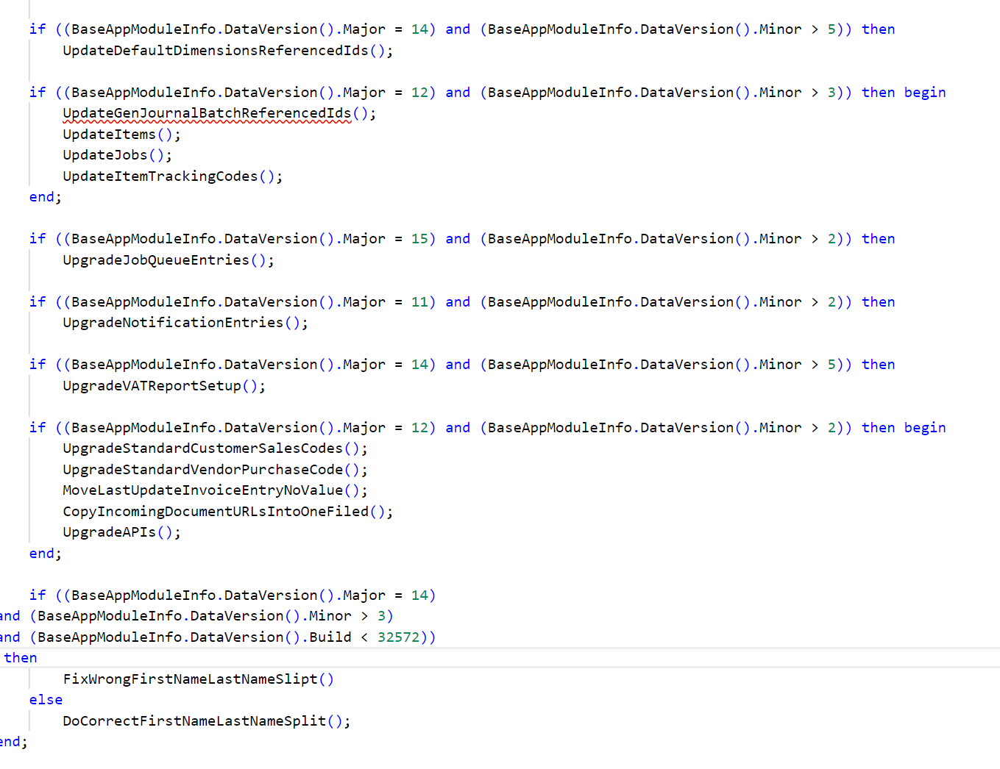 if ((BaseAppModuleInfo.DataVersion().Major = 14) and (BaseAppModuleInfo.DataVersion().Minor > 5)) then
UpdateDefaultDimensionsReferencedIds();
if ((BaseAppModuleInfo.DataVersion().Major = 12) and (BaseAppModuleInfo.DataVersion().Minor > 3)) then begin
UpdateGenJournalBatchReferencedIds();
UpdateItems();
UpdateJobs();
UpdateItemTrackingCodes();
end;
if ((BaseAppModuleInfo.DataVersion().Major = 15) and (BaseAppModuleInfo.DataVersion().Minor > 2)) then
UpgradeJobQueueEntries();
if ((BaseAppModuleInfo.DataVersion().Major = 11) and (BaseAppModuleInfo.DataVersion().Minor > 2)) then
UpgradeNotificationEntries();
if ((BaseAppModuleInfo.DataVersion().Major = 14) and (BaseAppModuleInfo.DataVersion().Minor > 5)) then
UpgradeVATReportSetup();
if ((BaseAppModuleInfo.DataVersion().Major = 12) and (BaseAppModuleInfo.DataVersion().Minor > 2)) then begin
UpgradeStandardCustomerSalesCodes();
UpgradeStandardVendorPurchaseCode();
MoveLastUpdateInvoiceEntryNoValue();
CopyIncomingDocumentURLsIntoOneFiled();
UpgradeAPIs();
end;
if ((BaseAppModuleInfo.DataVersion().Major = 14)
and (BaseAppModuleInfo.DataVersion().Minor > 3)
and (BaseAppModuleInfo.DataVersion().Build < 32572))
then
FixWrongFirstNameLastNameSlipt()
else
DoCorrectFirstNameLastNameSplit();
end;